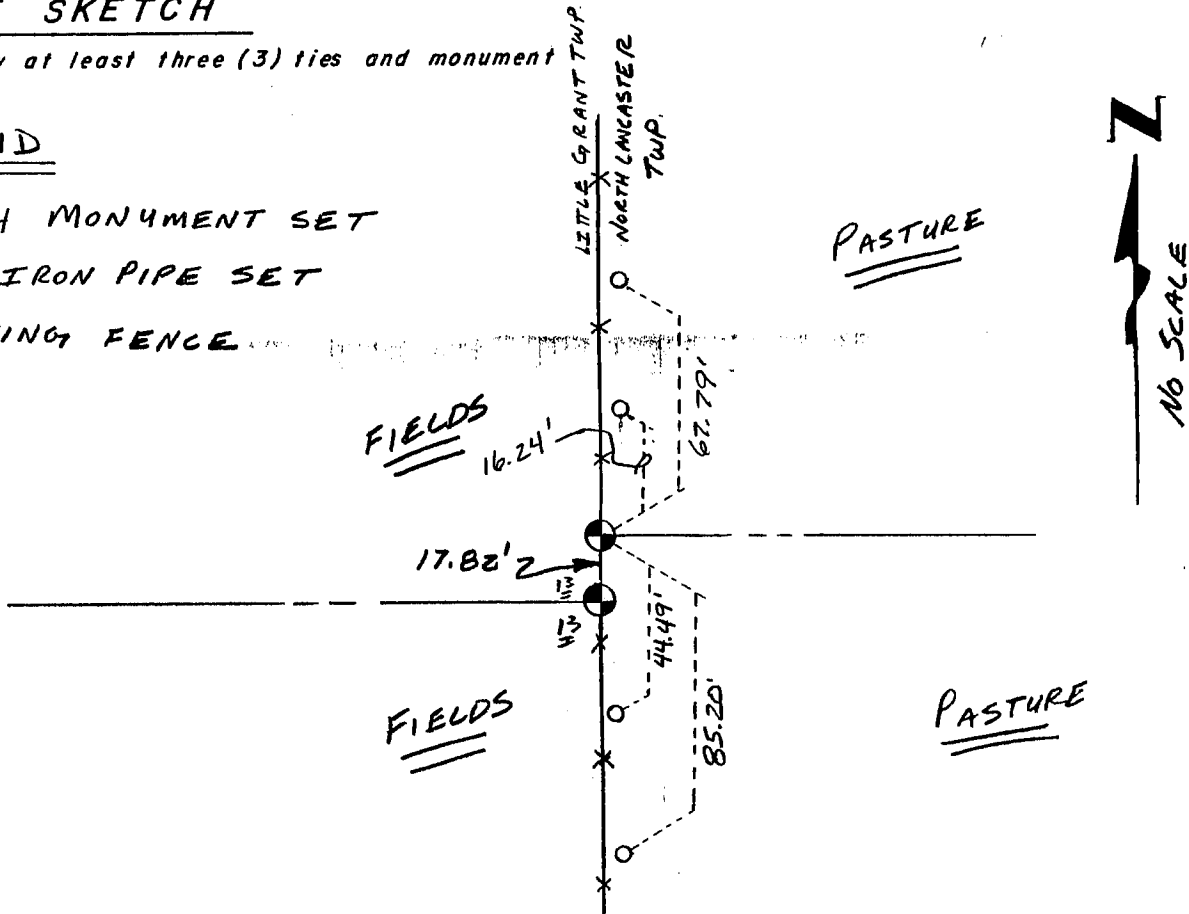 SKETCH
at least three (3) ties and monument
LITTLE GRANT TWP.
NORTH LANCASTER
TWP.
MONUMENT SET
IRON PIPE SET
FENCE
PASTURE
N
NO SCALE
FIELDS
16.24'
67.79'
17.82'
13
13
44.49'
85.20'
FIELDS
PASTURE